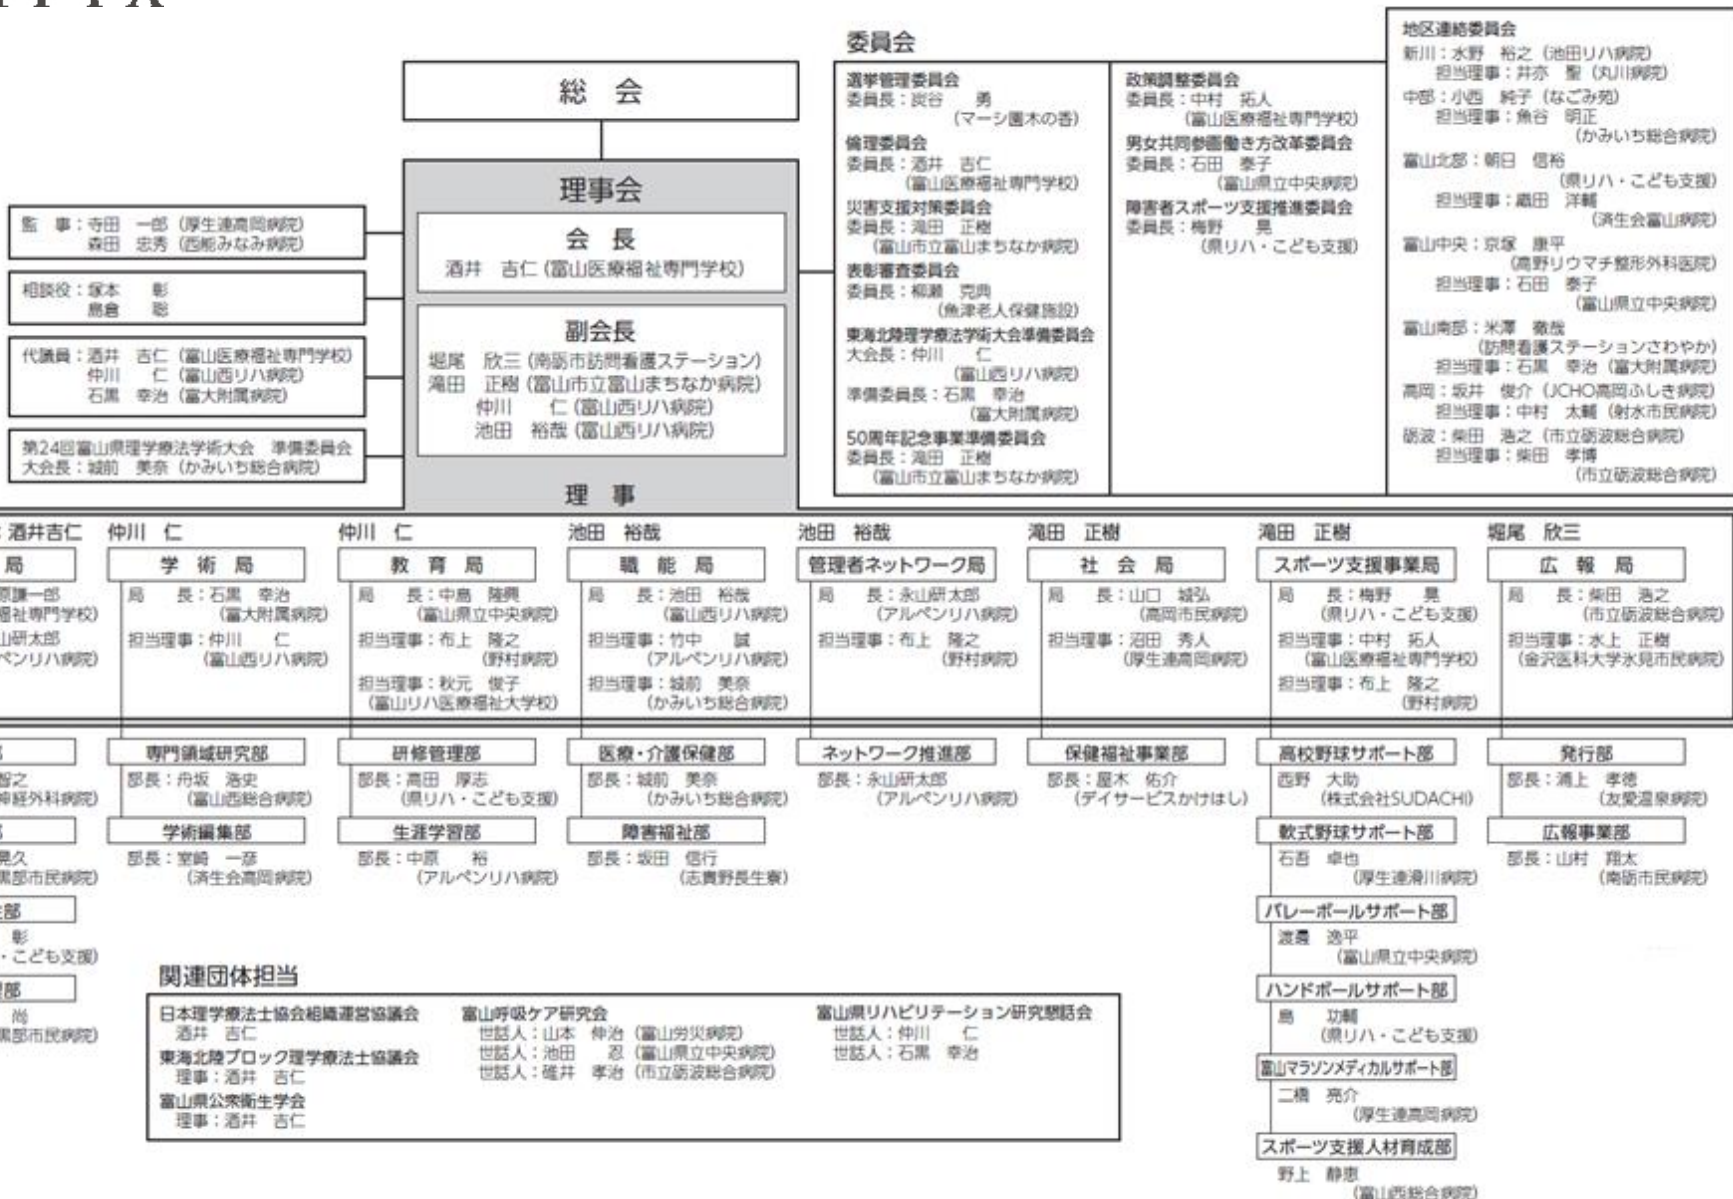 総 会
理事会
会 長
酒井 吉仁 (富山医療福祉専門学校)
副会長
堀尾 欣三 (南砺市訪問看護ステーション)
滝田 正樹 (富山市立富山まちなか病院)
仲川 仁 (富山西リハ病院)
池田 裕哉 (富山西リハ病院)
理 事
監 事：寺田 一郎 (厚生連高岡病院)
森田 忠秀 (西能みなみ病院)
相談役：塚本 彰
島倉 聡
代議員：酒井 吉仁 (富山医療福祉専門学校)
仲川 仁 (富山西リハ病院)
石黒 幸治 (富大附属病院)
第24回富山県理学療法学術大会 準備委員会
大会長：城前 美奈 (かみいち総合病院)
委員会
選挙管理委員会
委員長：炭谷 勇
(マーシ園木の香)
倫理委員会
委員長：酒井 吉仁
(富山医療福祉専門学校)
災害支援対策委員会
委員長：滝田 正樹
(富山市立富山まちなか病院)
表彰審査委員会
委員長：柳瀬 克典
(魚津老人保健施設)
東海北陸理学療法学術大会準備委員会
大会長：仲川 仁
(富山西リハ病院)
準備委員長：石黒 幸治
(富大附属病院)
50周年記念事業準備委員会
委員長：滝田 正樹
(富山市立富山まちなか病院)
政策調整委員会
委員長：中村 拓人
(富山医療福祉専門学校)
男女共同参画働き方改革委員会
委員長：石田 泰子
(富山県立中央病院)
障害者スポーツ支援推進委員会
委員長：梅野 晃
(県リハ・こども支援)
地区連絡委員会
新川：水野 裕之 (池田リハ病院)
担当理事：井亦 聖 (丸川病院)
中部：小西 純子 (なごみ苑)
担当理事：魚谷 明正
(かみいち総合病院)
富山北部：朝日 信裕
(県リハ・こども支援)
担当理事：織田 洋輔
(済生会富山病院)
富山中央：京塚 康平
(高野リウマチ整形外科医院)
担当理事：石田 泰子
(富山県立中央病院)
富山南部：米澤 徹哉
(訪問看護ステーションさわやか)
担当理事：石黒 幸治 (富大附属病院)
高岡：坂井 俊介 (JCHO高岡ふしき病院)
担当理事：中村 太輔 (射水市民病院)
砺波：柴田 浩之 (市立砺波総合病院)
担当理事：柴田 孝博
(市立砺波総合病院)
酒井吉仁
局
原謙一郎
福祉専門学校)
山研太郎
ペンリハ病院)
仲川 仁
学 術 局
局 長：石黒 幸治
(富大附属病院)
担当理事：仲川 仁
(富山西リハ病院)
仲川 仁
教 育 局
局 長：中島 隆興
(富山県立中央病院)
担当理事：布上 隆之
(野村病院)
担当理事：秋元 俊子
(富山リハ医療福祉大学校)
池田 裕哉
職 能 局
局 長：池田 裕哉
(富山西リハ病院)
担当理事：竹中 誠
(アルペンリハ病院)
担当理事：城前 美奈
(かみいち総合病院)
池田 裕哉
管理者ネットワーク局
局 長：永山研太郎
(アルペンリハ病院)
担当理事：布上 隆之
(野村病院)
滝田 正樹
社 会 局
局 長：山口 城弘
(高岡市民病院)
担当理事：沼田 秀人
(厚生連高岡病院)
滝田 正樹
スポーツ支援事業局
局 長：梅野 晃
(県リハ・こども支援)
担当理事：中村 拓人
(富山医療福祉専門学校)
担当理事：布上 隆之
(野村病院)
堀尾 欣三
広 報 局
局 長：柴田 浩之
(市立砺波総合病院)
担当理事：水上 正樹
(金沢医科大学氷見市民病院)
智之
神経外科病院)
晃久
黒部市民病院)
彰
・こども支援)
尚
黒部市民病院)
専門領域研究部
部長：舟坂 浩史
(富山西総合病院)
学術編集部
部長：室崎 一彦
(済生会高岡病院)
研修管理部
部長：高田 厚志
(県リハ・こども支援)
生涯学習部
部長：中原 裕
(アルペンリハ病院)
医療・介護保健部
部長：城前 美奈
(かみいち総合病院)
障害福祉部
部長：坂田 信行
(志貴野長生寮)
ネットワーク推進部
部長：永山研太郎
(アルペンリハ病院)
保健福祉事業部
部長：屋木 佑介
(デイサービスかけはし)
高校野球サポート部
西野 大助
(株式会社SUDACHI)
軟式野球サポート部
石吾 卓也
(厚生連滑川病院)
バレーボールサポート部
渡邊 逸平
(富山県立中央病院)
ハンドボールサポート部
島 功輔
(県リハ・こども支援)
富山マラソンメディカルサポート部
二橋 亮介
(厚生連高岡病院)
スポーツ支援人材育成部
野上 静恵
(富山西総合病院)
発行部
部長：浦上 孝徳
(友愛温泉病院)
広報事業部
部長：山村 翔太
(南砺市民病院)
関連団体担当
日本理学療法士協会組織運営協議会
酒井 吉仁
東海北陸ブロック理学療法士協議会
理事：酒井 吉仁
富山県公衆衛生学会
理事：酒井 吉仁
富山呼吸ケア研究会
世話人：山本 伸治 (富山労災病院)
世話人：池田 忍 (富山県立中央病院)
世話人：碓井 孝治 (市立砺波総合病院)
富山県リハビリテーション研究懇話会
世話人：仲川 仁
世話人：石黒 幸治